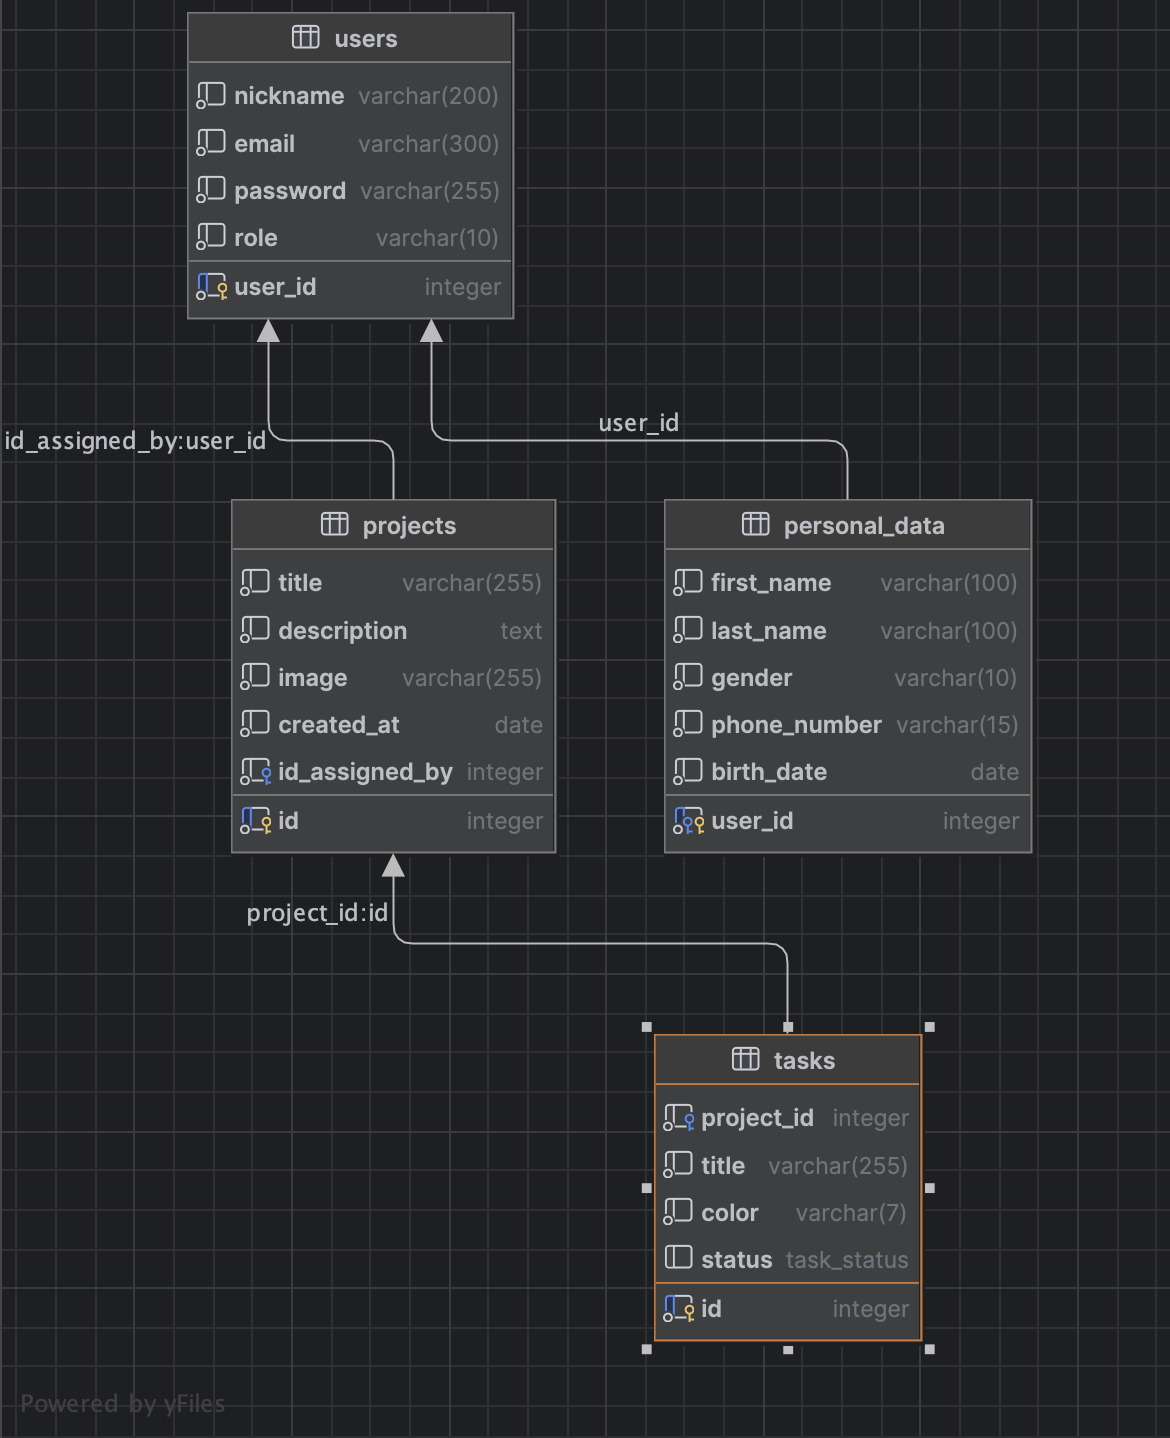 users
nickname varchar(200)
email varchar(300)
password varchar(255)
role varchar(10)
user_id integer
id_assigned_by:user_id
user_id
projects
title varchar(255)
description text
image varchar(255)
created_at date
id_assigned_by integer
id integer
personal_data
first_name varchar(100)
last_name varchar(100)
gender varchar(10)
phone_number varchar(15)
birth_date date
user_id integer
project_id:id
tasks
project_id integer
title varchar(255)
color varchar(7)
status task_status
id integer
Powered by yFiles